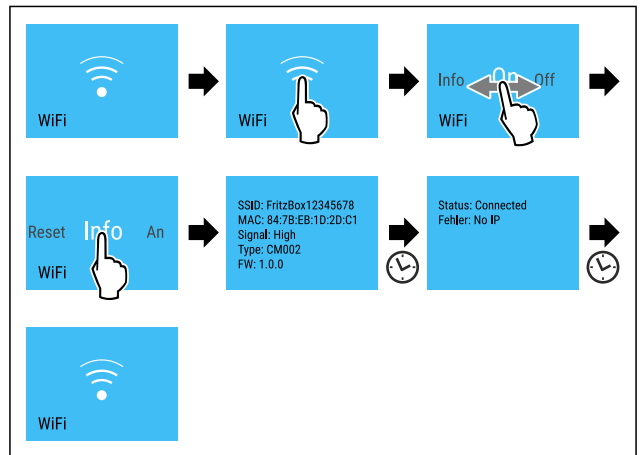 WiFi
WiFi
Info On Off
WiFi
Reset Info An
WiFi
SSID: FritzBox12345678
MAC: 84:7B:EB:1D:2D:C1
Signal: High
Type: CM002
FW: 1.0.0
Status: Connected
Fehler: No IP
WiFi